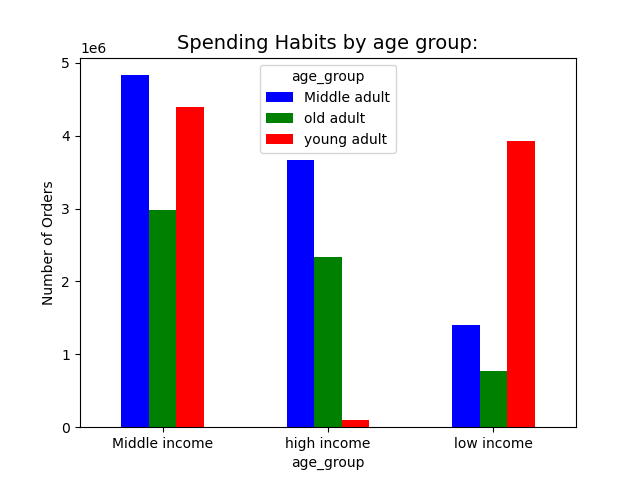 Spending Habits by age group:
1e6
age_group
Middle adult
old adult
young adult
Number of Orders
5
4
3
2
1
0
Middle income
high income
low income
age_group